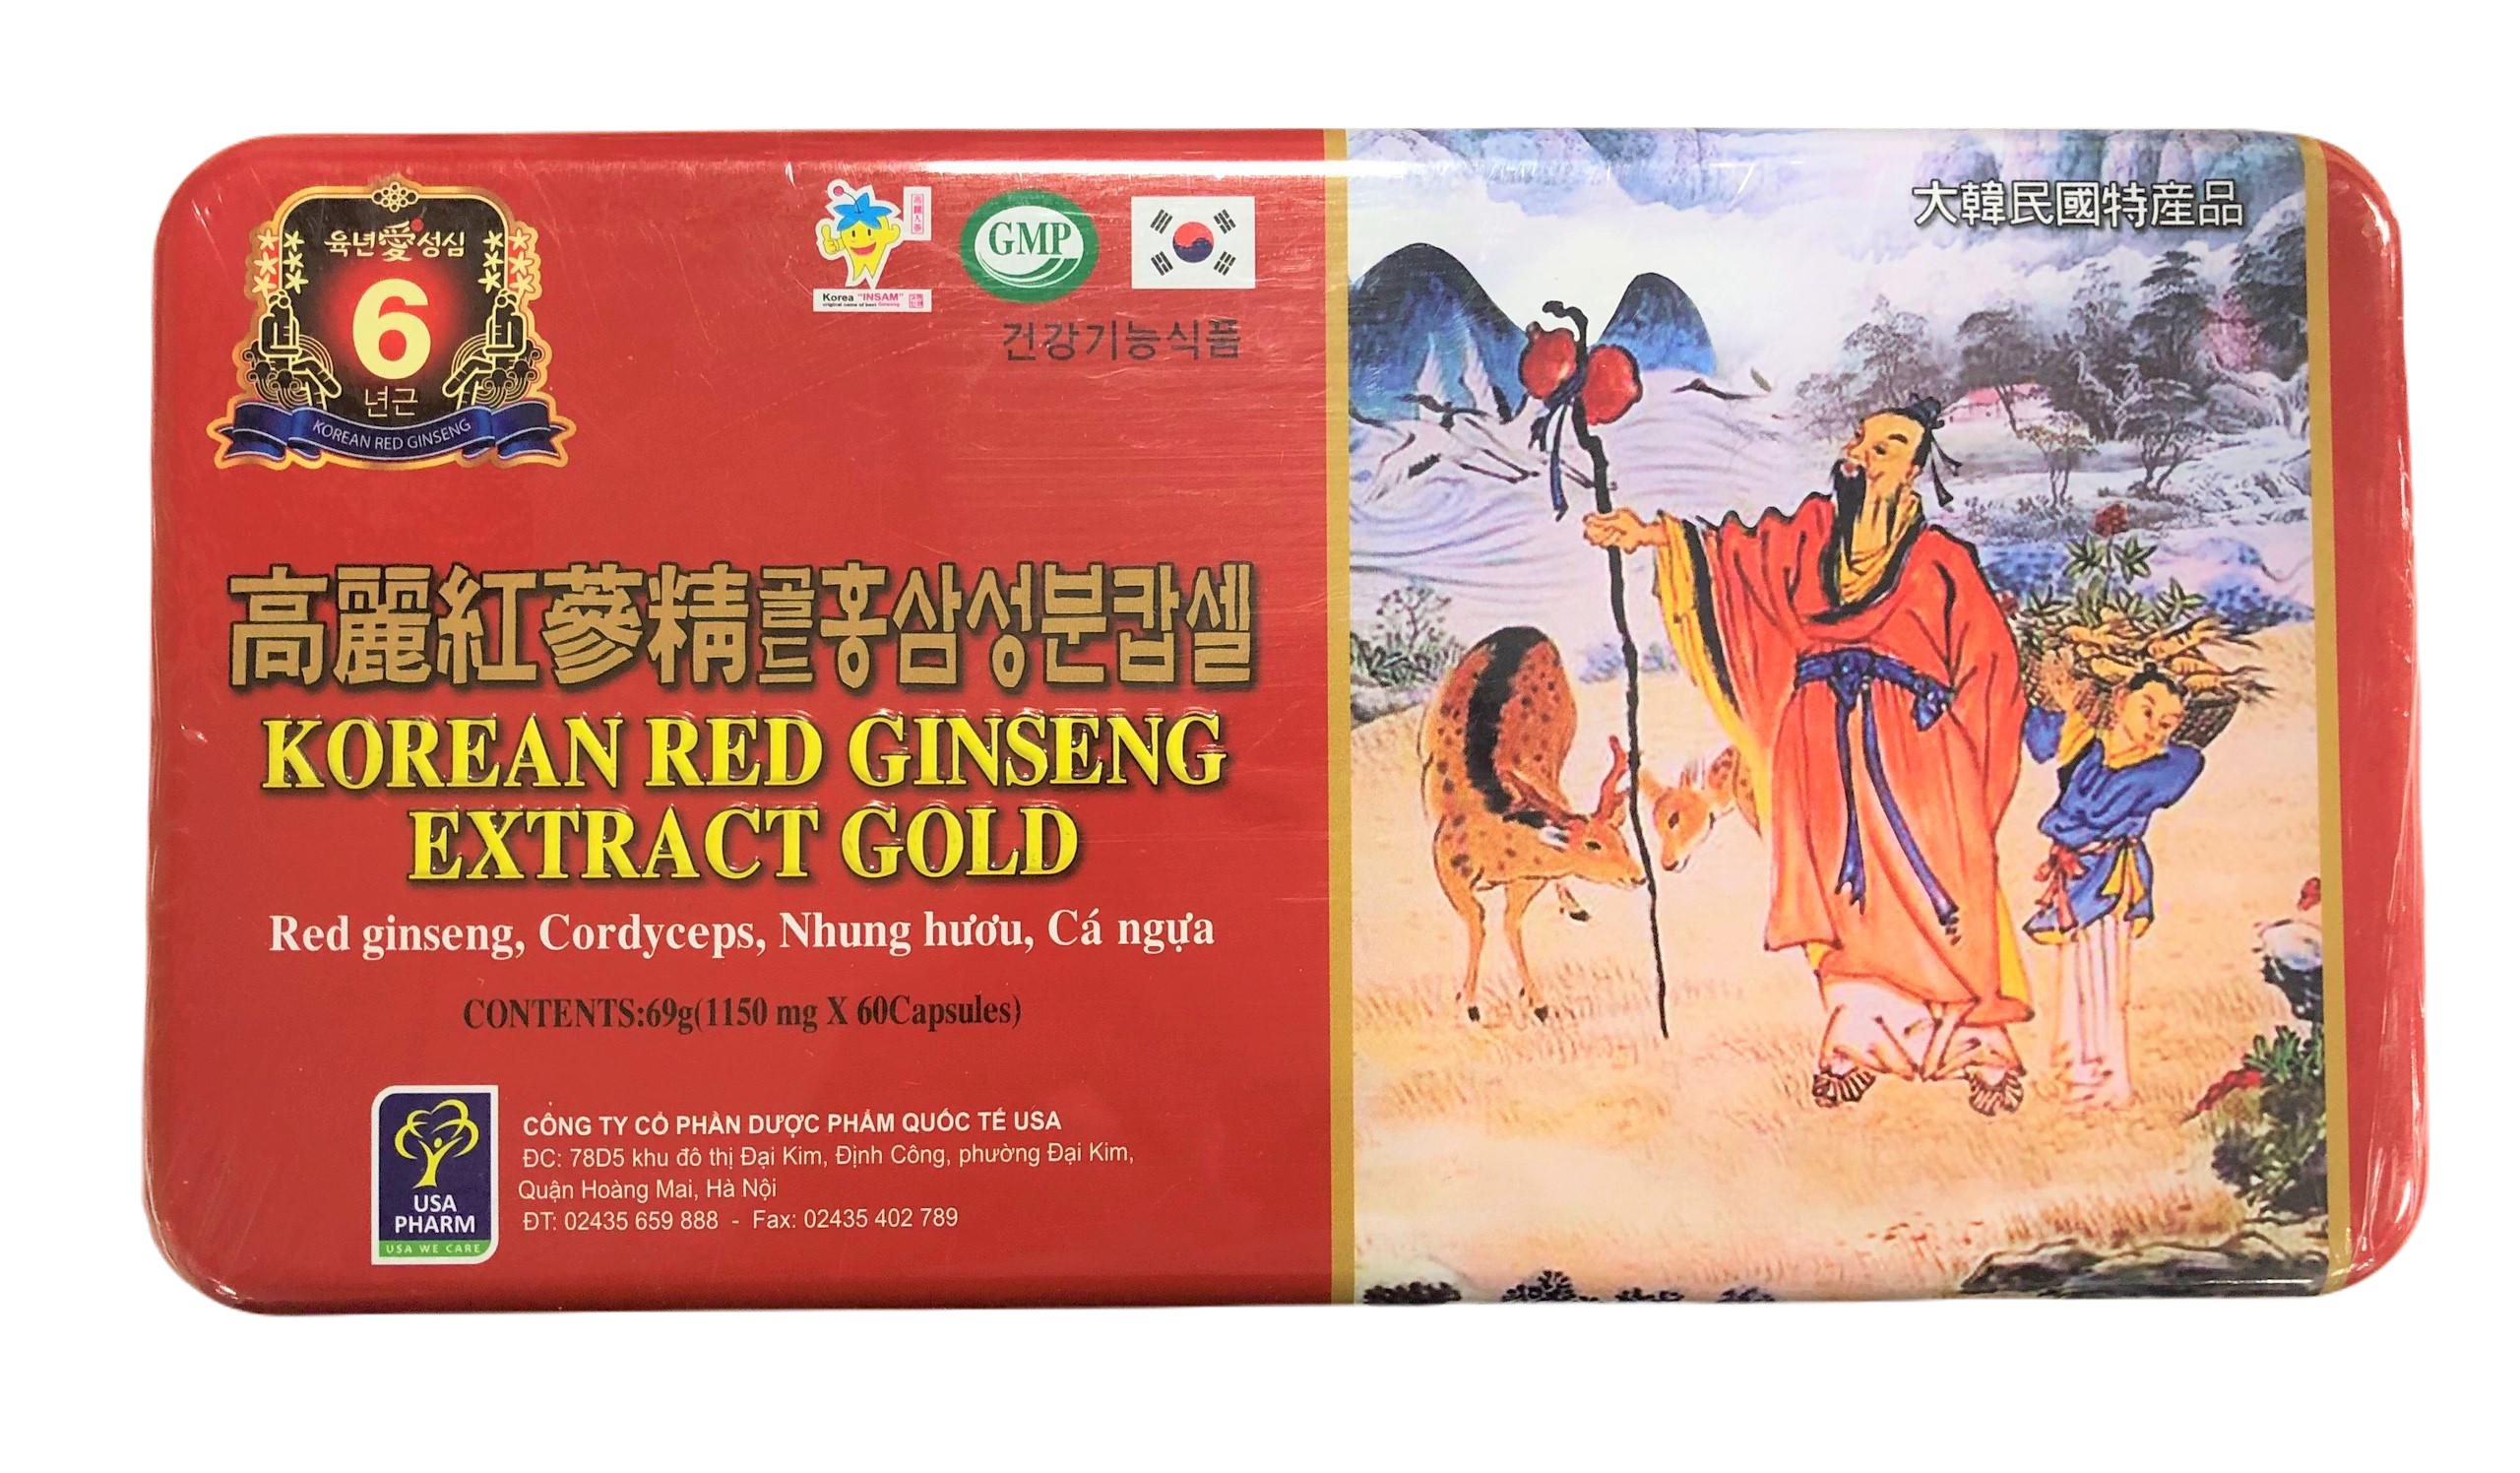 육년愛성심
6
년근
KOREAN RED GINSENG
高麗人蔘
Korea "INSAM"
GMP
건강기능식품
大韓民國特産品
高麗紅蔘精골드홍삼성분캅셀
KOREAN RED GINSENG
EXTRACT GOLD
Red ginseng, Cordyceps, Nhung hươu, Cá ngựa
CONTENTS:69g(1150 mg X 60Capsules)
USA
PHARM
USA WE CARE
CÔNG TY CỔ PHẦN DƯỢC PHẨM QUỐC TẾ USA
ĐC: 78D5 khu đô thị Đại Kim, Định Công, phường Đại Kim,
Quận Hoàng Mai, Hà Nội
ĐT: 02435 659 888 - Fax: 02435 402 789